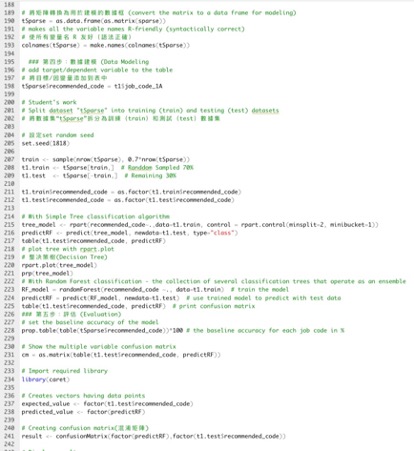 188
189 # 將矩陣轉換為用於建模的數據框 (convert the matrix to a data frame for modeling)
190 tSparse = as.data.frame(as.matrix(sparse))
191 # makes all the variable names R-friendly (syntactically correct)
192 # 使所有變量名 R 友好（語法正確）
193 colnames(tSparse) = make.names(colnames(tSparse))
194
195 ### 第四步：數據建模 (Data Modeling
196 # add target/dependent variable to the table
197 # 將目標/因變量添加到表中
198 tSparse$recommended_code = t1$job_code_1A
199
200 # Student's work
201 # Split dataset "tSparse" into training (train) and testing (test) datasets
202 # 將數據集"tSparse"拆分為訓練 (train) 和測試 (test) 數據集
203
204 # 設定set random seed
205 set.seed(1818)
206
207 train <- sample(nrow(tSparse), 0.7*nrow(tSparse))
208 t1.train <- tSparse[train,] # Randdom Sampled 70%
209 t1.test <- tSparse[-train,] # Remaining 30%
210
211 t1.train$recommended_code = as.factor(t1.train$recommended_code)
212 t1.test$recommended_code = as.factor(t1.test$recommended_code)
213
214 # With Simple Tree classification algorithm
215 tree_model <- rpart(recommended_code ~.,data=t1.train, control = rpart.control(minsplit=2, minibucket=1))
216 predictRF <- predict(tree_model, newdata=t1.test, type="class")
217 table(t1.test$recommended_code, predictRF)
218 # plot tree with rpart.plot
219 # 整決策樹(Decision Tree)
220 rpart.plot(tree_model)
221 prp(tree_model)
222 # With Random forest classification - the collection of several classification trees that operate as an ensemble
223 RF_model = randomForest(recommended_code ~., data=t1.train) # train the model
224 predictRF = predict(RF_model, newdata=t1.test) # use trained model to predict with test data
225 table(t1.test$recommended_code, predictRF) # print confusion matrix
226 ### 第五步：評估 (Evaluation)
227 # set the baseline accuracy of the model
228 prop.table(table(tSparse$recommended_code))*100 # the baseline accuracy for each job code in %
229
230 # Show the multiple variable confusion matrix
231 cm = as.matrix(table(t1.test$recommended_code, predictRF))
232
233 # Import required library
234 library(caret)
235
236 # Creates vectors having data points
237 expected_value <- factor(t1.test$recommended_code)
238 predicted_value <- factor(predictRF)
239
240 # Creating confusion matrix(混淆矩陣)
241 result <- confusionMatrix(factor(predictRF),factor(t1.test$recommended_code))
242